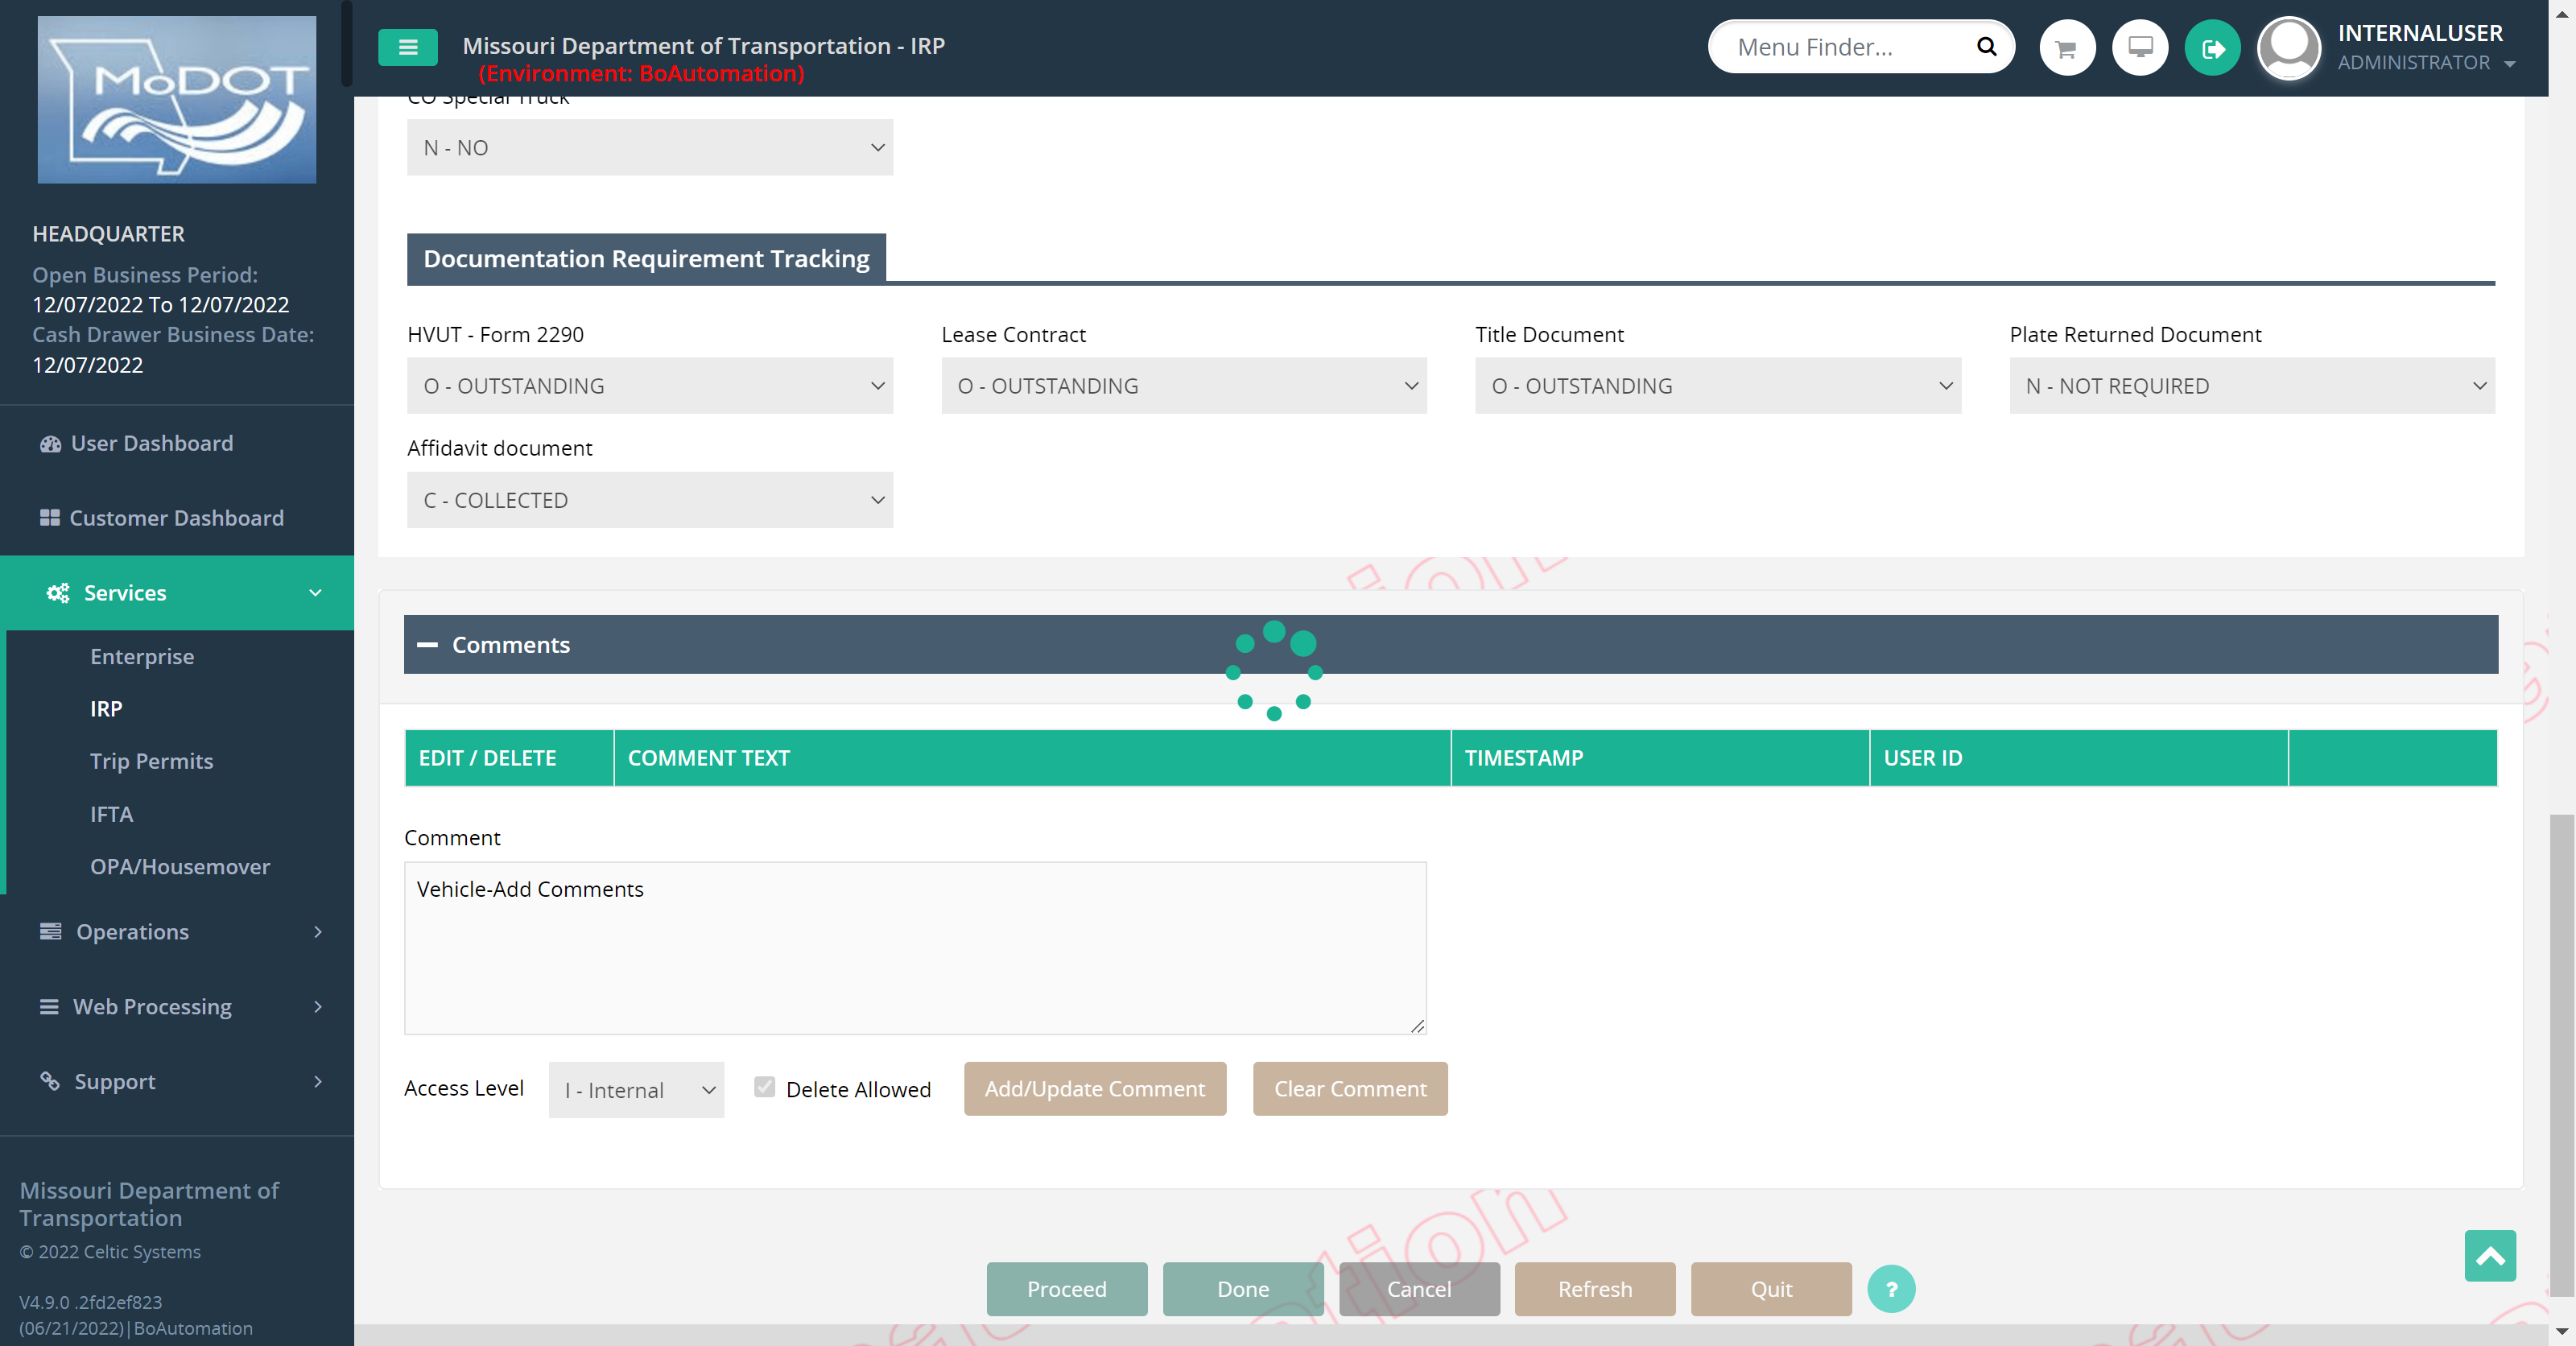 MoDOT
Missouri Department of Transportation - IRP
(Environment: BoAutomation)
Menu Finder...
INTERNALUSER
ADMINISTRATOR
HEADQUARTER
Open Business Period:
12/07/2022 To 12/07/2022
Cash Drawer Business Date:
12/07/2022
User Dashboard
Customer Dashboard
Services
Enterprise
IRP
Trip Permits
IFTA
OPA/Housemover
Operations
Web Processing
Support
Missouri Department of
Transportation
© 2022 Celtic Systems
V4.9.0 .2fd2ef823
(06/21/2022)|BoAutomation
CO Special Truck
N - NO
Documentation Requirement Tracking
HVUT - Form 2290
Lease Contract
Title Document
Plate Returned Document
O - OUTSTANDING
O - OUTSTANDING
O - OUTSTANDING
N - NOT REQUIRED
Affidavit document
C - COLLECTED
Comments
EDIT / DELETE
COMMENT TEXT
TIMESTAMP
USER ID
Comment
Vehicle-Add Comments
Access Level
I - Internal
Delete Allowed
Add/Update Comment
Clear Comment
Proceed
Done
Cancel
Refresh
Quit
?